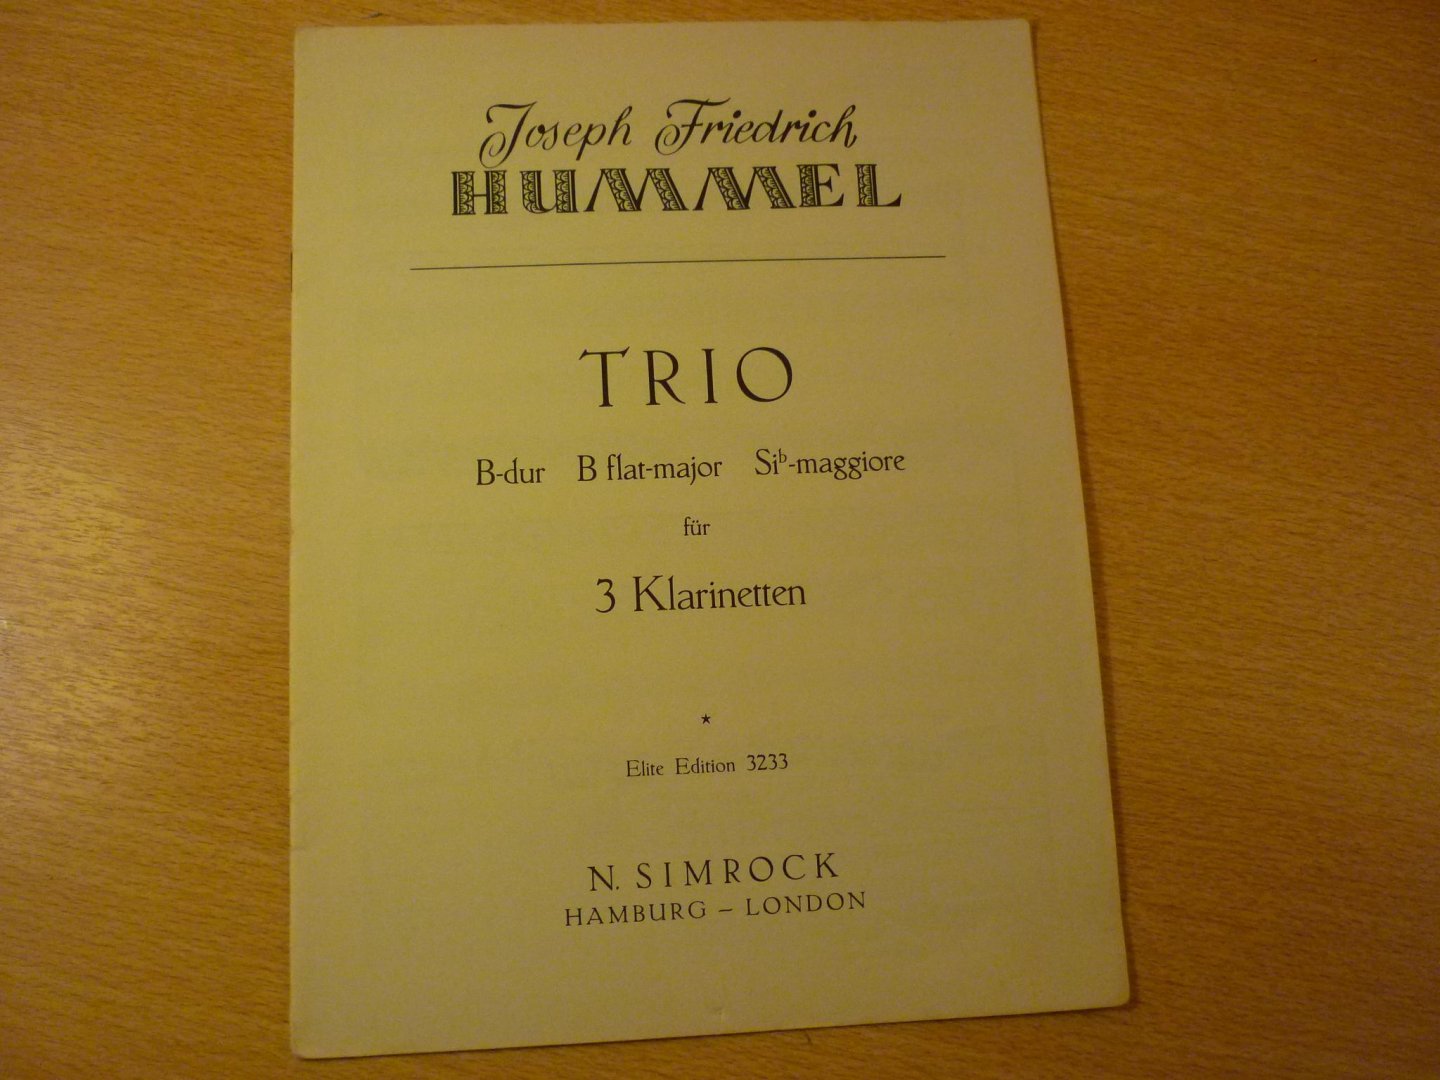 Joseph Friedrich
HUMMEL
TRIO
B-dur B flat-major Si♭-maggiore
für
3 Klarinetten
★
Elite Edition 3233
N. SIMROCK
HAMBURG – LONDON